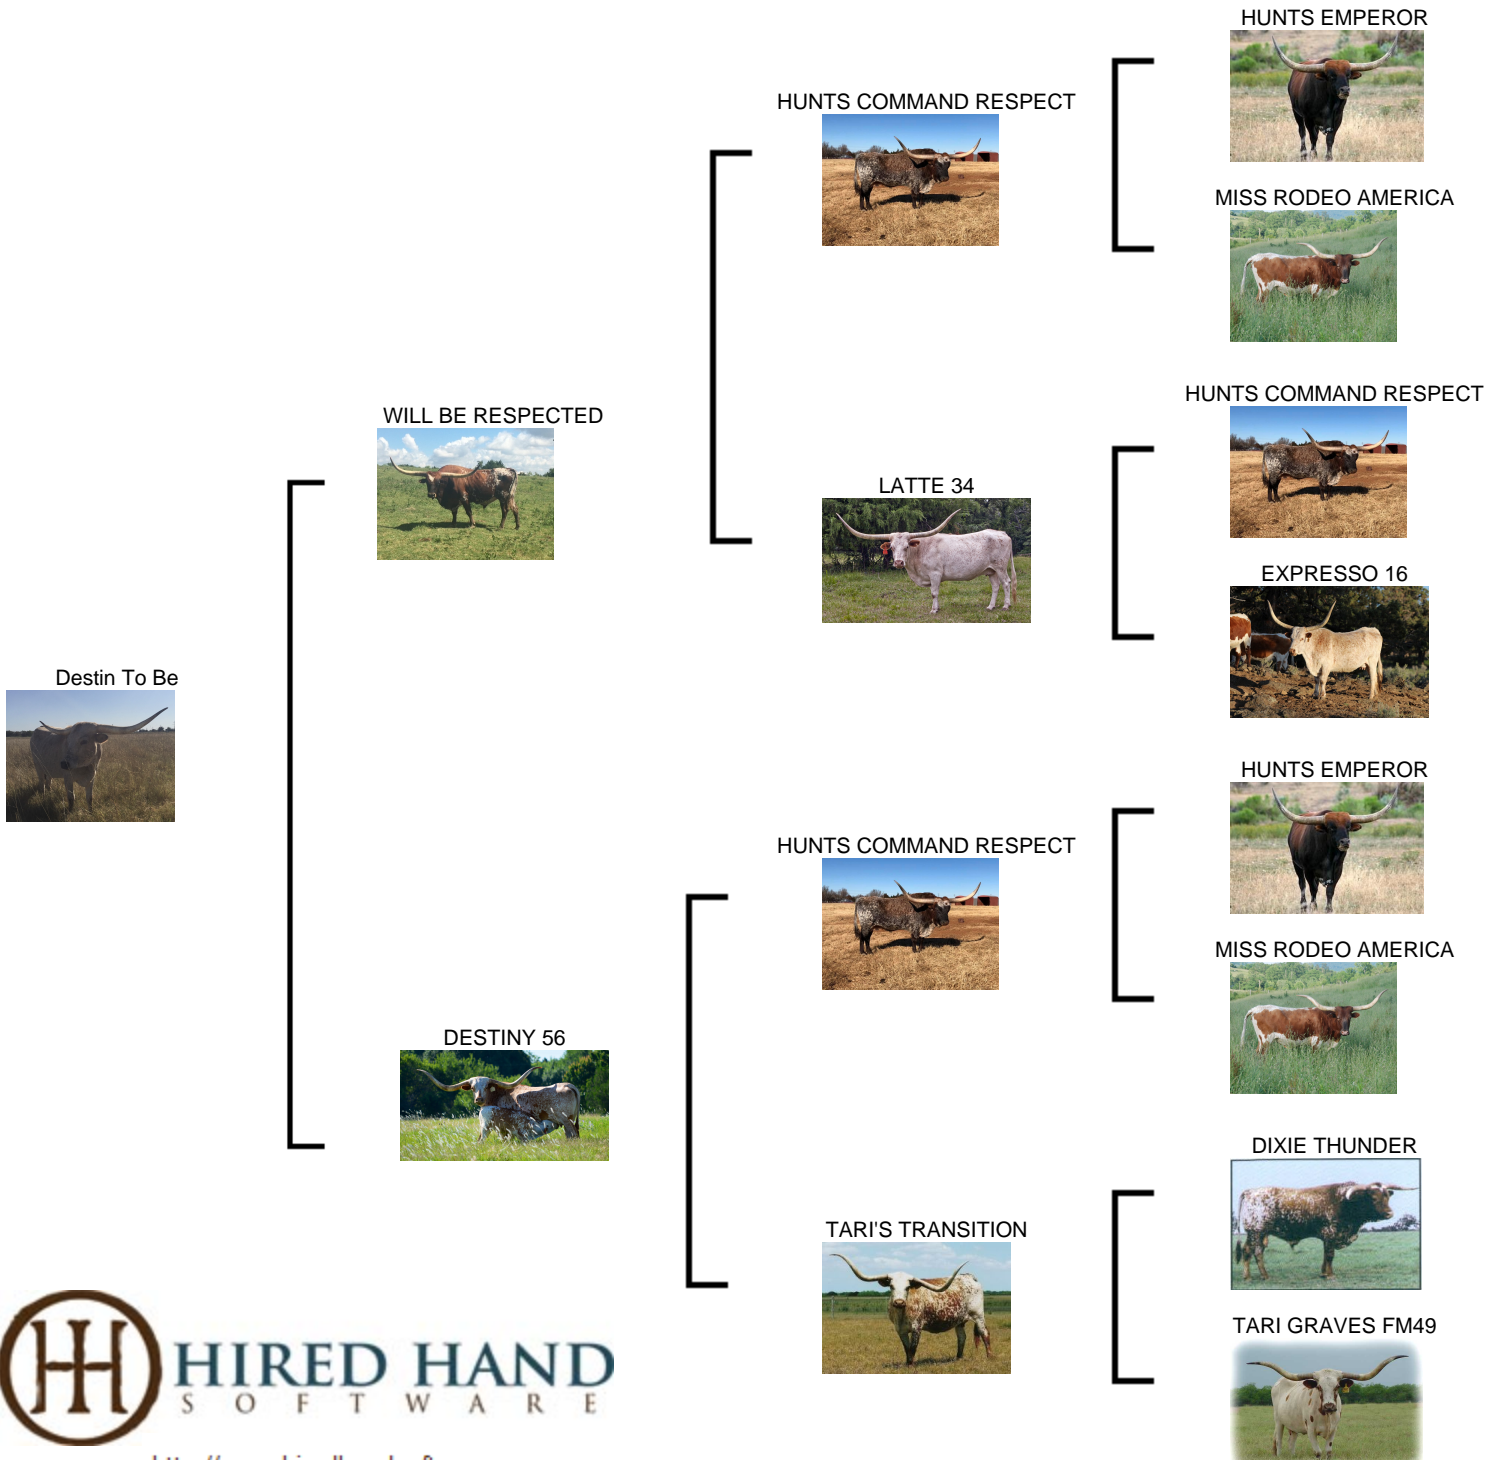 HUNTS EMPEROR
HUNTS COMMAND RESPECT
MISS RODEO AMERICA
WILL BE RESPECTED
HUNTS COMMAND RESPECT
LATTE 34
EXPRESSO 16
Destin To Be
HUNTS EMPEROR
HUNTS COMMAND RESPECT
MISS RODEO AMERICA
DESTINY 56
DIXIE THUNDER
TARI'S TRANSITION
TARI GRAVES FM49
HIRED HAND
SOFTWARE